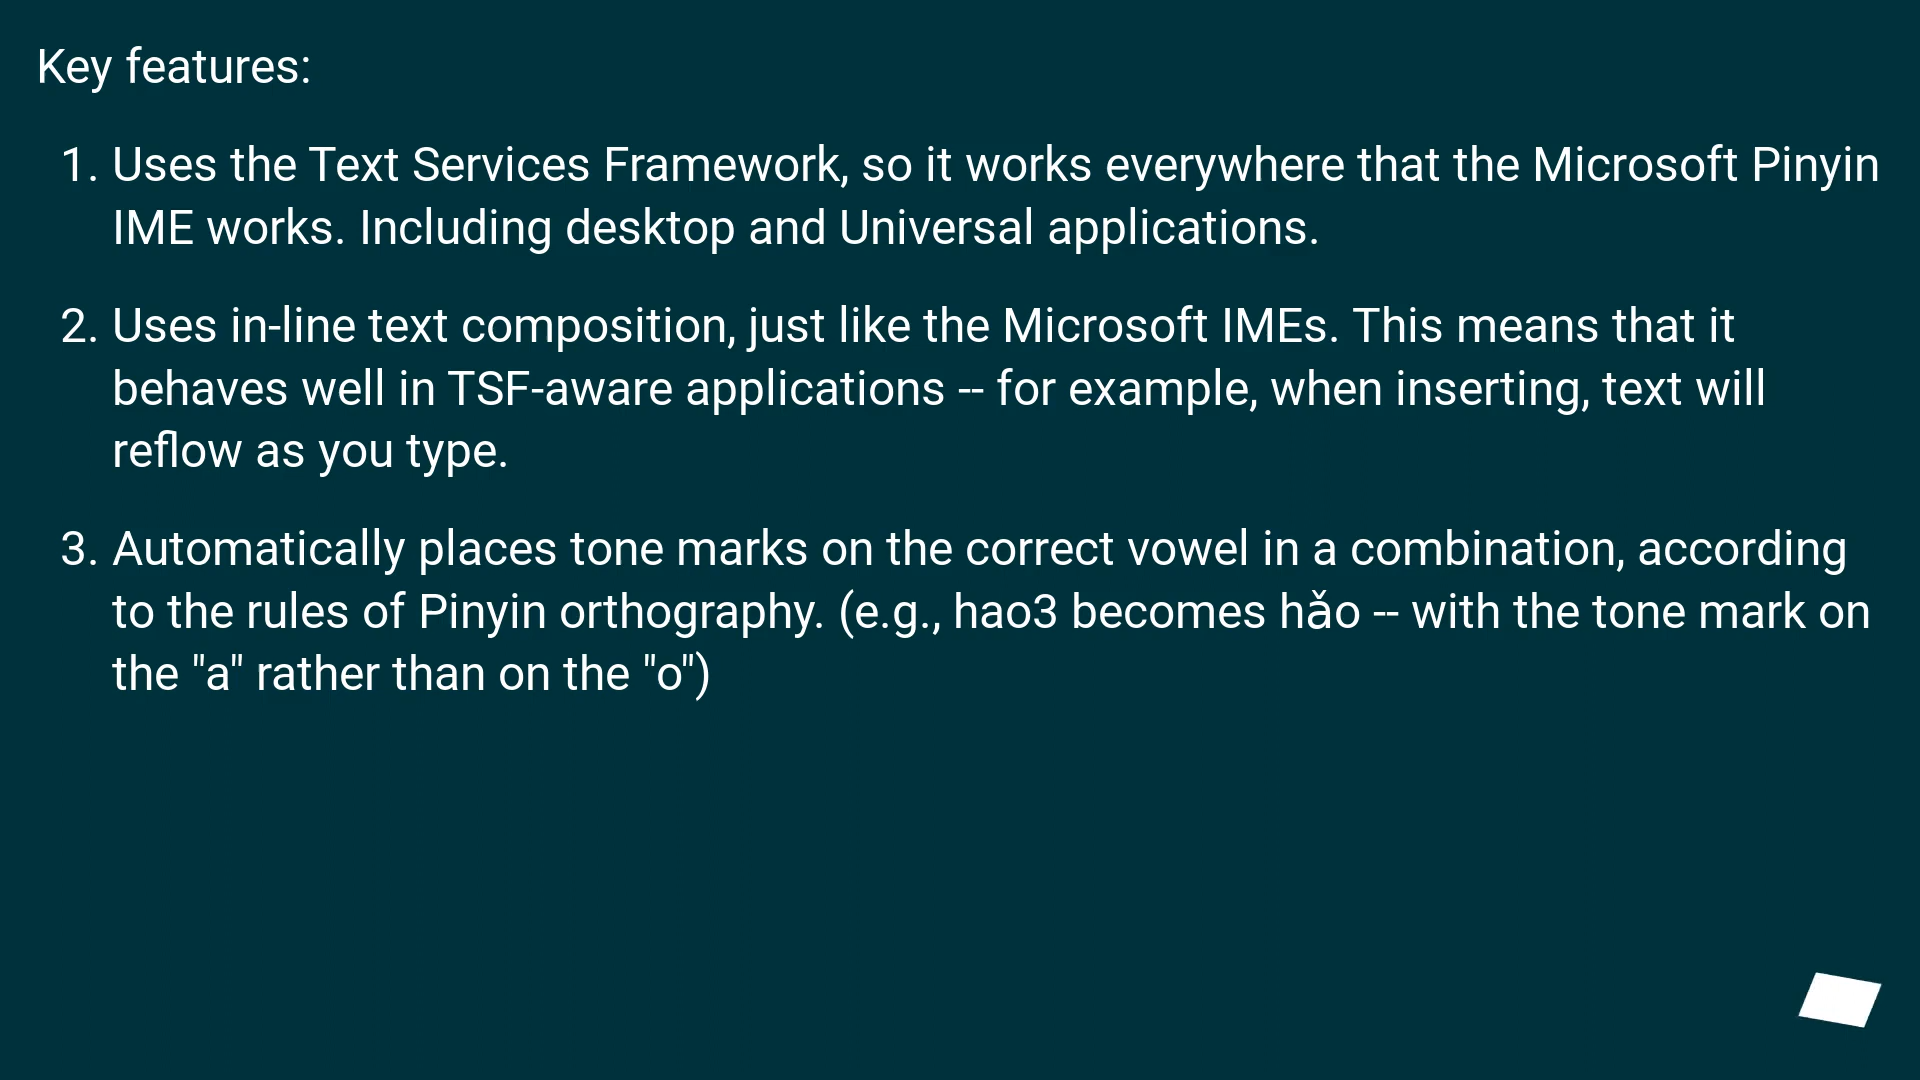 Key features:
1. Uses the Text Services Framework, so it works everywhere that the Microsoft Pinyin
IME works. Including desktop and Universal applications.
2. Uses in-line text composition, just like the Microsoft IMEs. This means that it
behaves well in TSF-aware applications -- for example, when inserting, text will
reflow as you type.
3. Automatically places tone marks on the correct vowel in a combination, according
to the rules of Pinyin orthography. (e.g., hao3 becomes hǎo -- with the tone mark on
the "a" rather than on the "o")